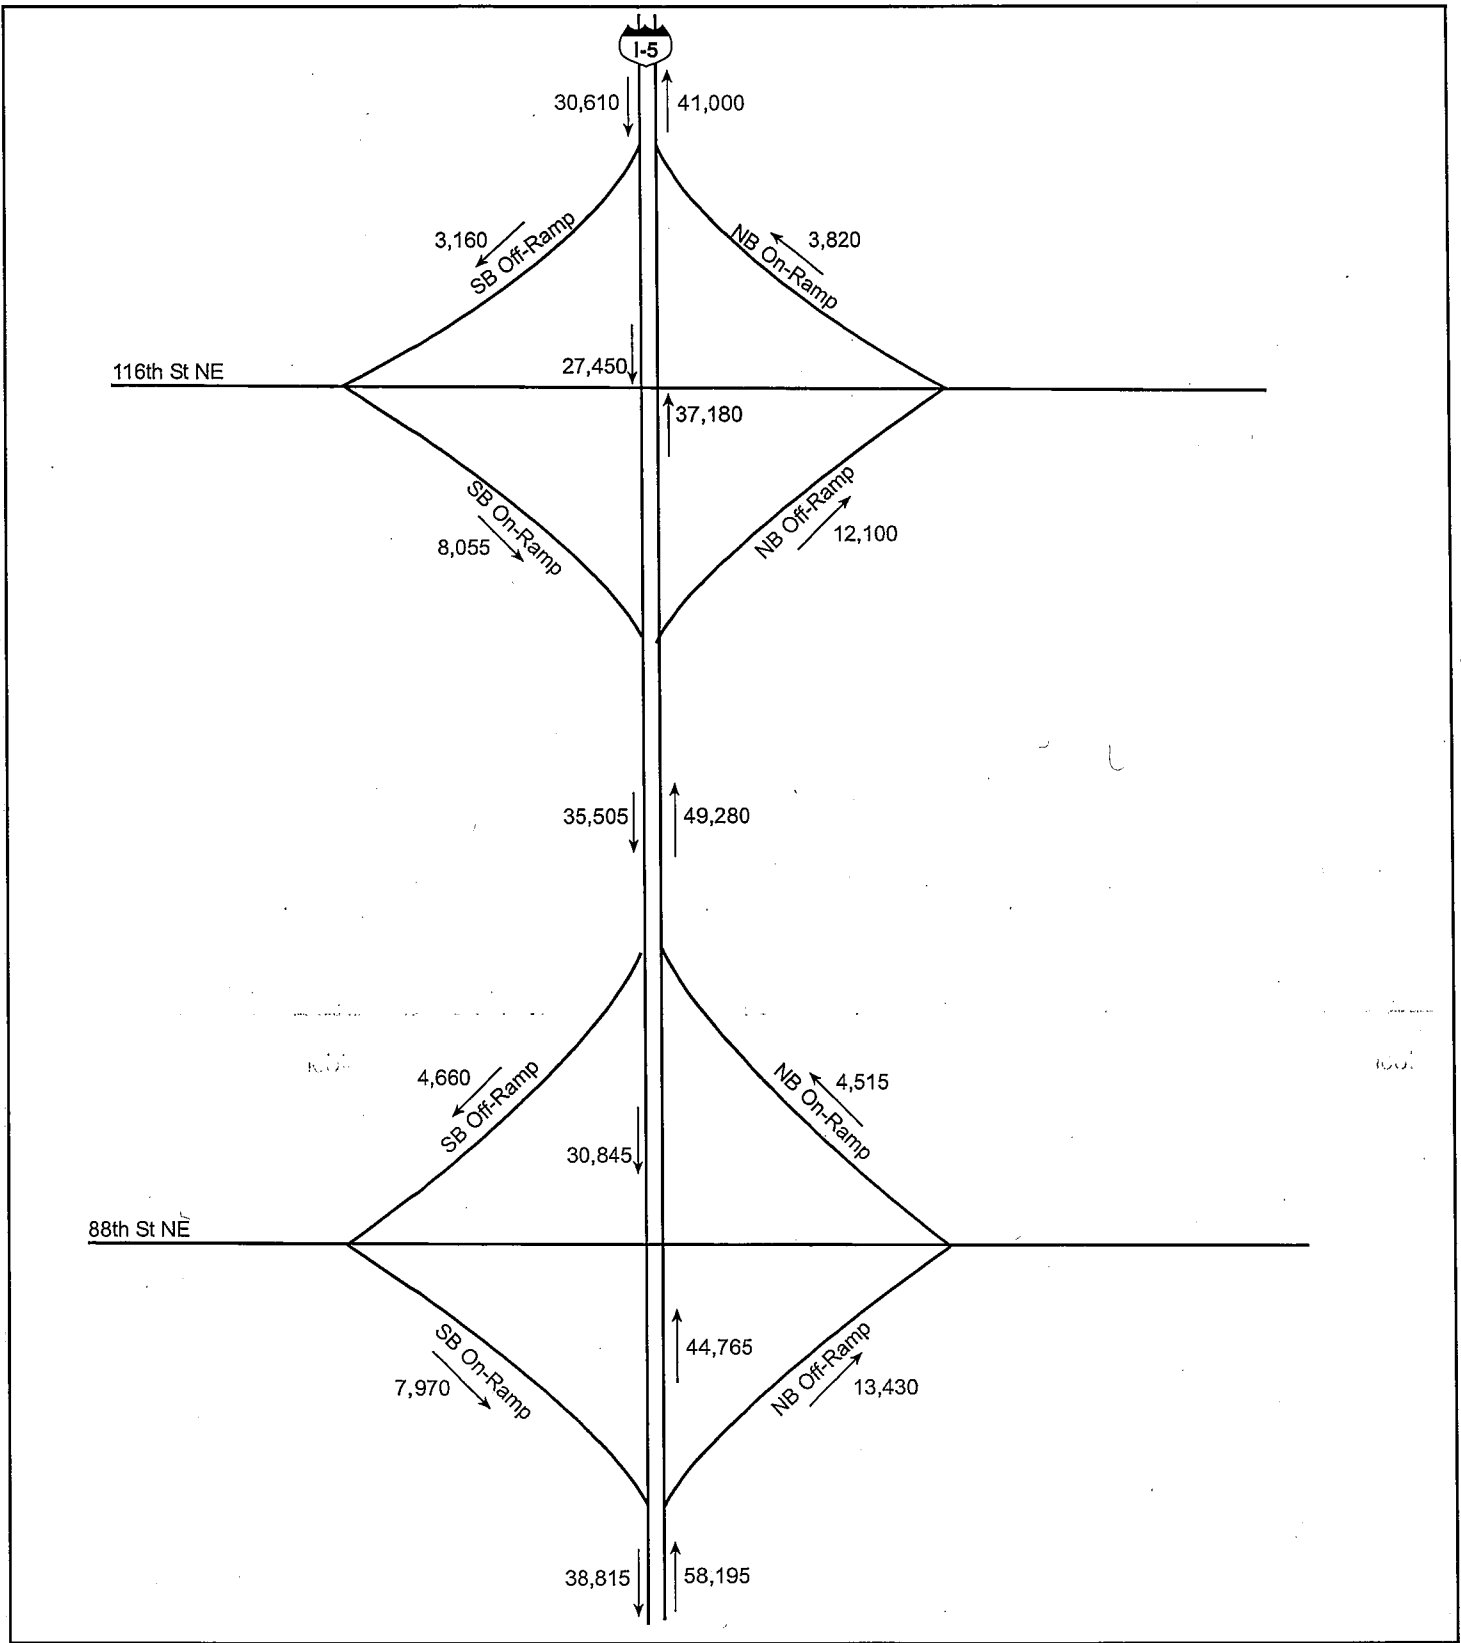 I-5
30,610
41,000
3,160
SB Off-Ramp
NB On-Ramp
3,820
116th St NE
27,450
37,180
SB On-Ramp
8,055
NB Off-Ramp
12,100
35,505
49,280
4,660
SB Off-Ramp
NB On-Ramp
4,515
30,845
88th St NE
SB On-Ramp
7,970
44,765
NB Off-Ramp
13,430
38,815
58,195